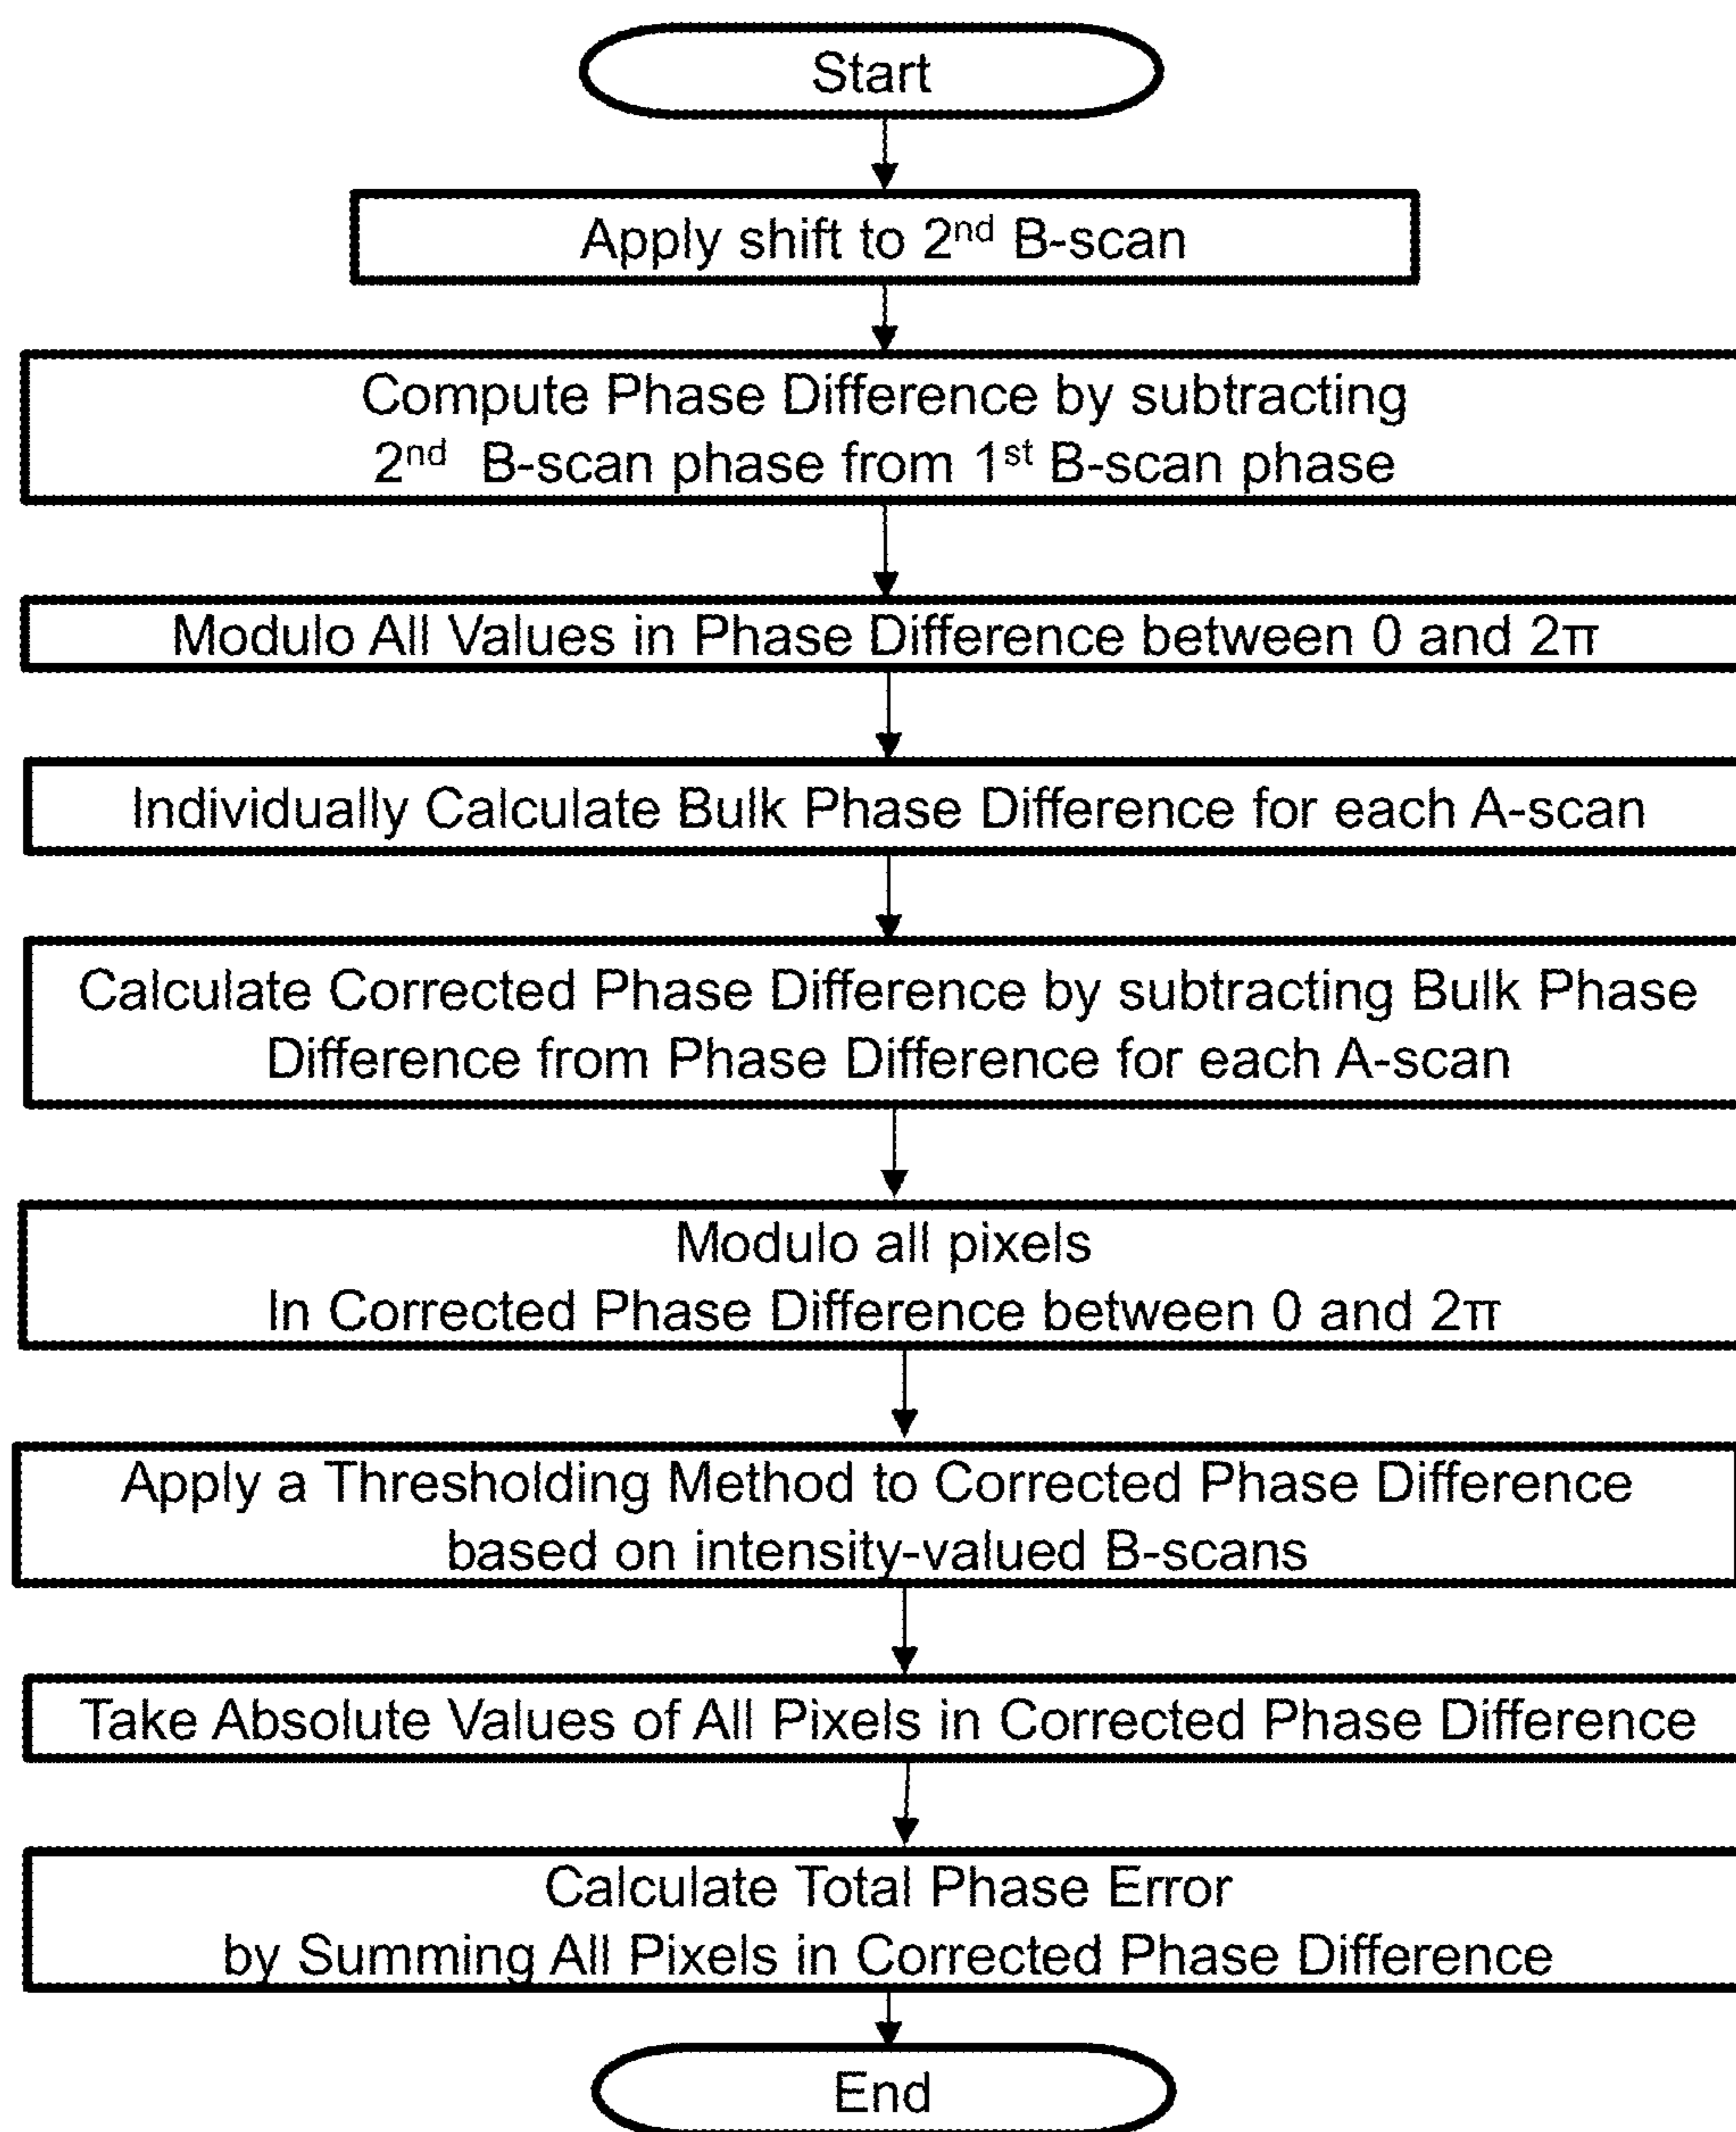 Start
Apply shift to 2nd B-scan
Compute Phase Difference by subtracting
2nd B-scan phase from 1st B-scan phase
Modulo All Values in Phase Difference between 0 and 2π
Individually Calculate Bulk Phase Difference for each A-scan
Calculate Corrected Phase Difference by subtracting Bulk Phase
Difference from Phase Difference for each A-scan
Modulo all pixels
In Corrected Phase Difference between 0 and 2π
Apply a Thresholding Method to Corrected Phase Difference
based on intensity-valued B-scans
Take Absolute Values of All Pixels in Corrected Phase Difference
Calculate Total Phase Error
by Summing All Pixels in Corrected Phase Difference
End